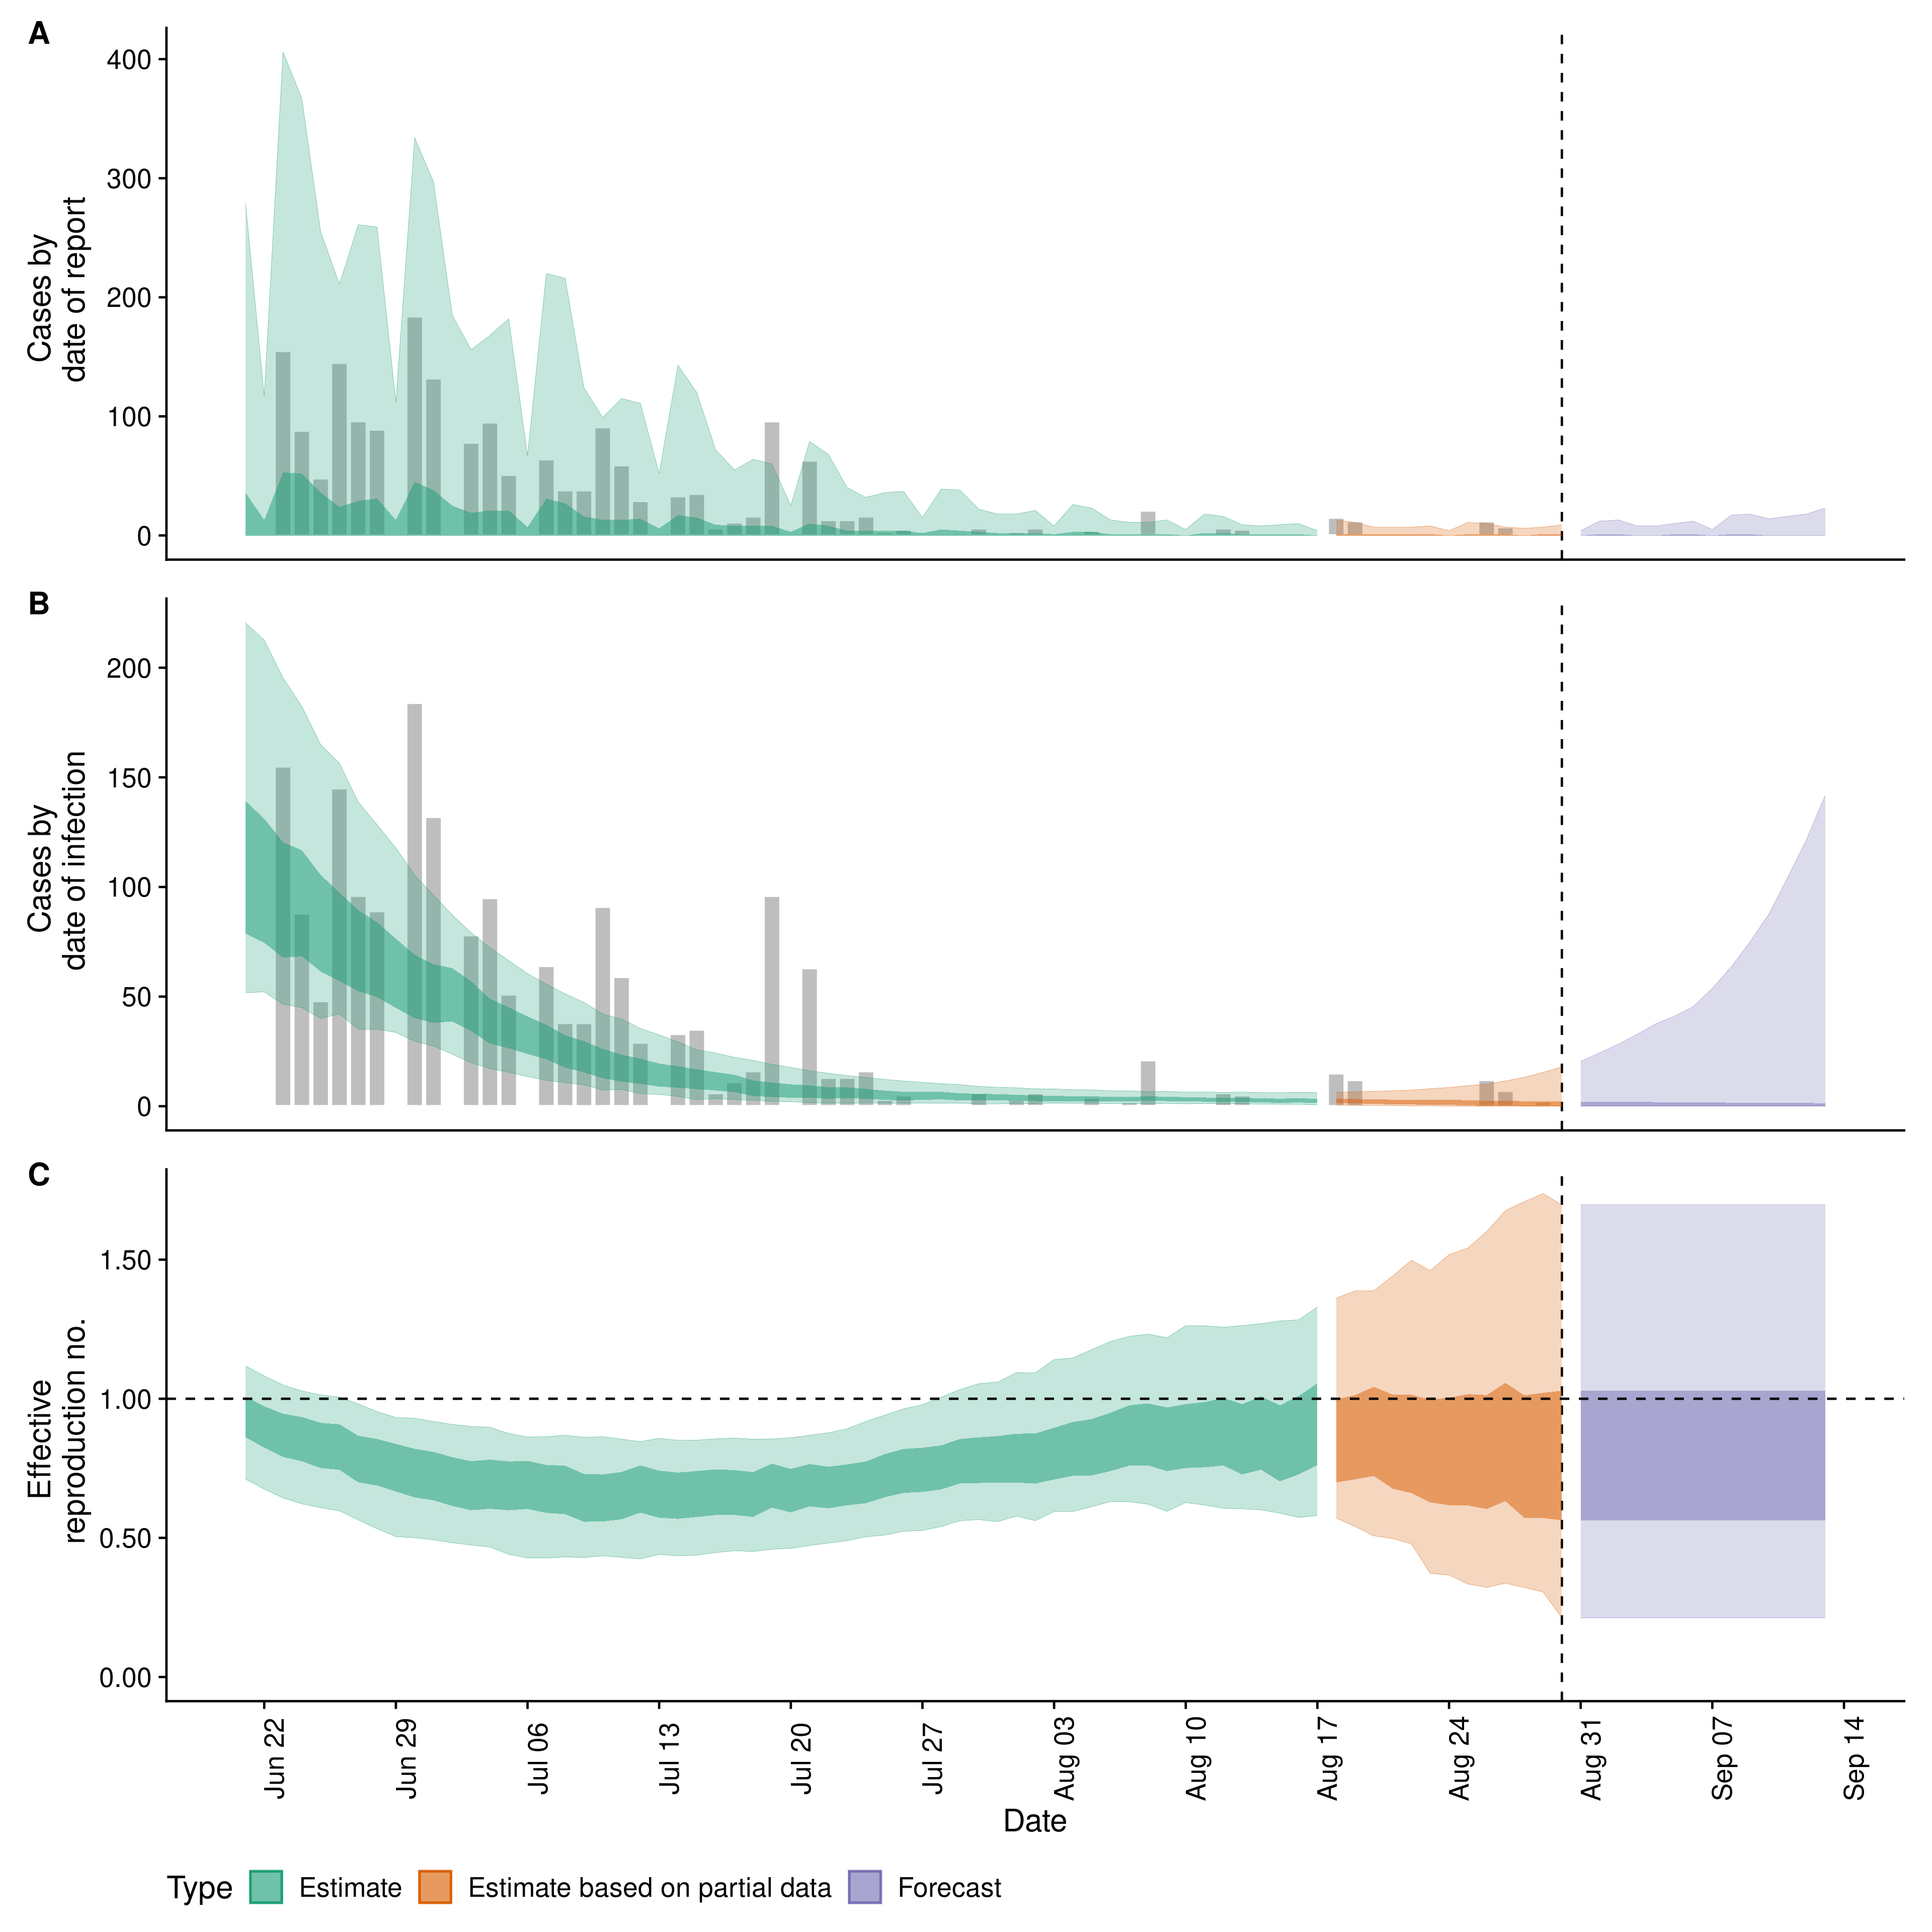 A
400
300
200
100
0
Cases by
date of report
B
200
150
100
50
0
Cases by
date of infection
C
1.50
1.00
0.50
0.00
Effective
reproduction no.
Jun 22
Jun 29
Jul 06
Jul 13
Jul 20
Jul 27
Aug 03
Aug 10
Aug 17
Aug 24
Aug 31
Sep 07
Sep 14
Date
Type Estimate Estimate based on partial data Forecast